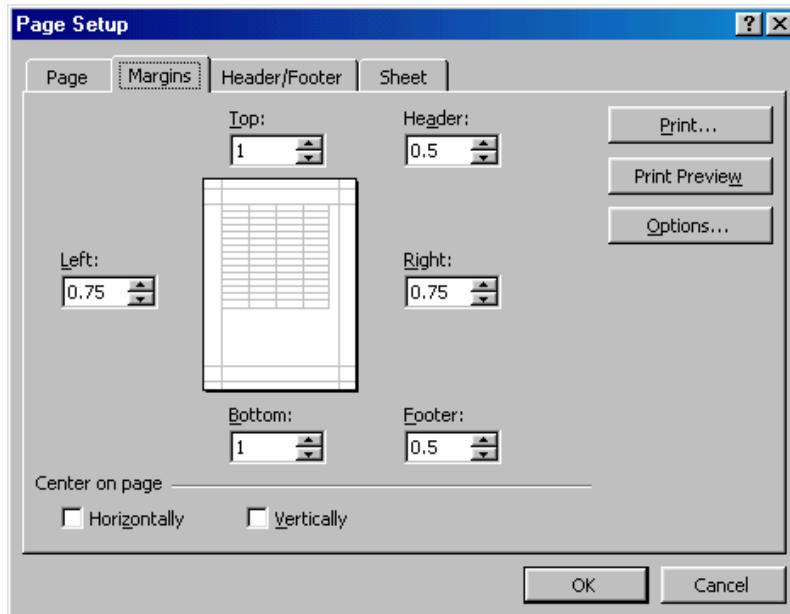 Page Setup
Page Margins Header/Footer Sheet
Top: Header:
1 0.5
Print...
Print Preview
Options...
Left: Right:
0.75 0.75
Bottom: Footer:
1 0.5
Center on page
Horizontally Vertically
OK Cancel